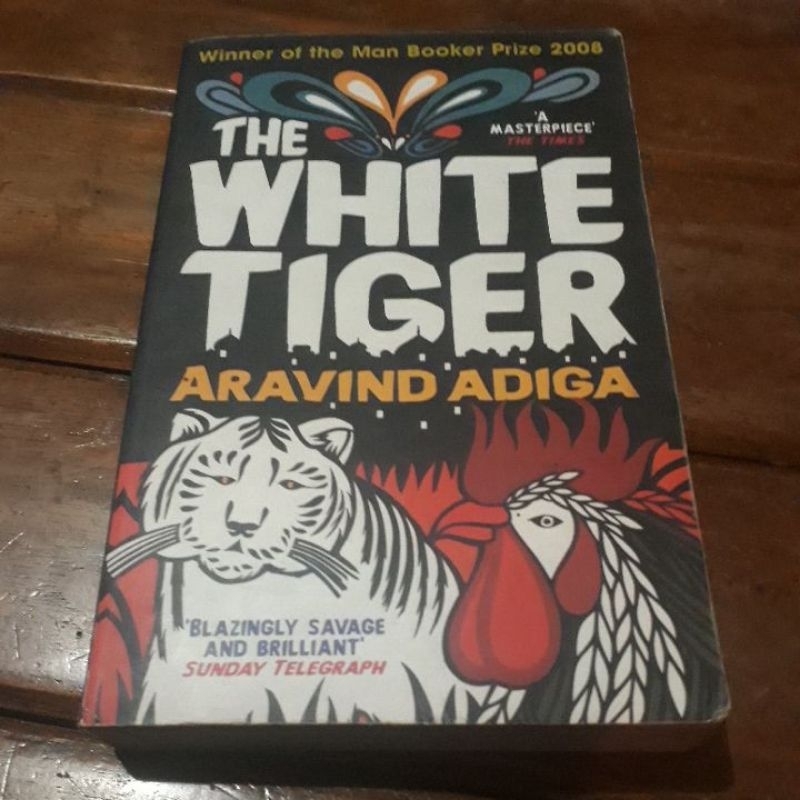 Winner of the Man Booker Prize 2008
'A
MASTERPIECE'
THE TIMES
THE
WHITE
TIGER
ARAVIND ADIGA
'BLAZINGLY SAVAGE
AND BRILLIANT'
SUNDAY TELEGRAPH